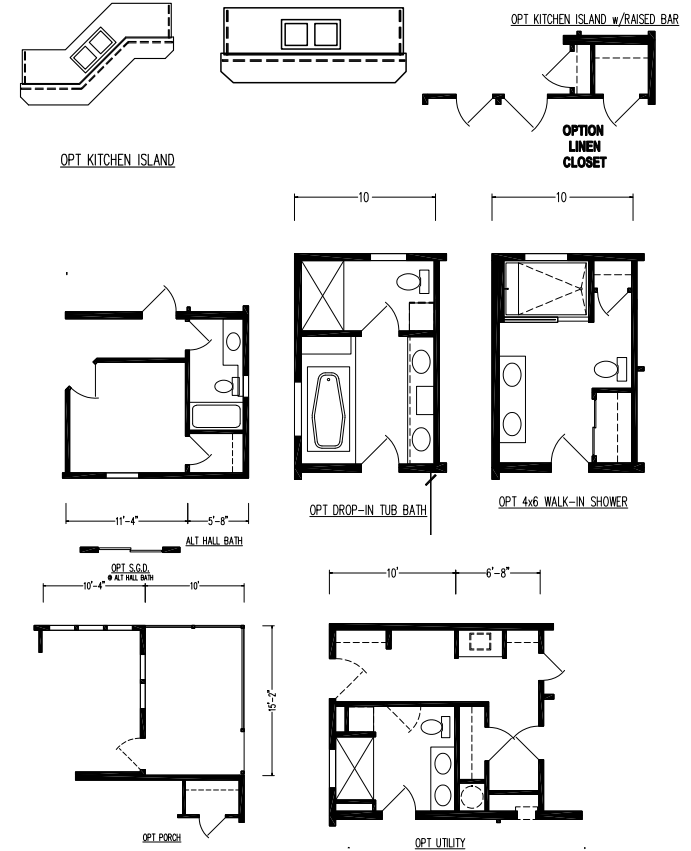 OPT KITCHEN ISLAND w/RAISED BAR
OPTION
LINEN
CLOSET
OPT KITCHEN ISLAND
10
10
11'-4"
5'-8"
ALT HALL BATH
OPT DROP-IN TUB BATH
OPT 4x6 WALK-IN SHOWER
OPT S.G.D.
@ ALT HALL BATH
10'-4"
10'
10'
6'-8"
15'-2"
OPT PORCH
OPT UTILITY